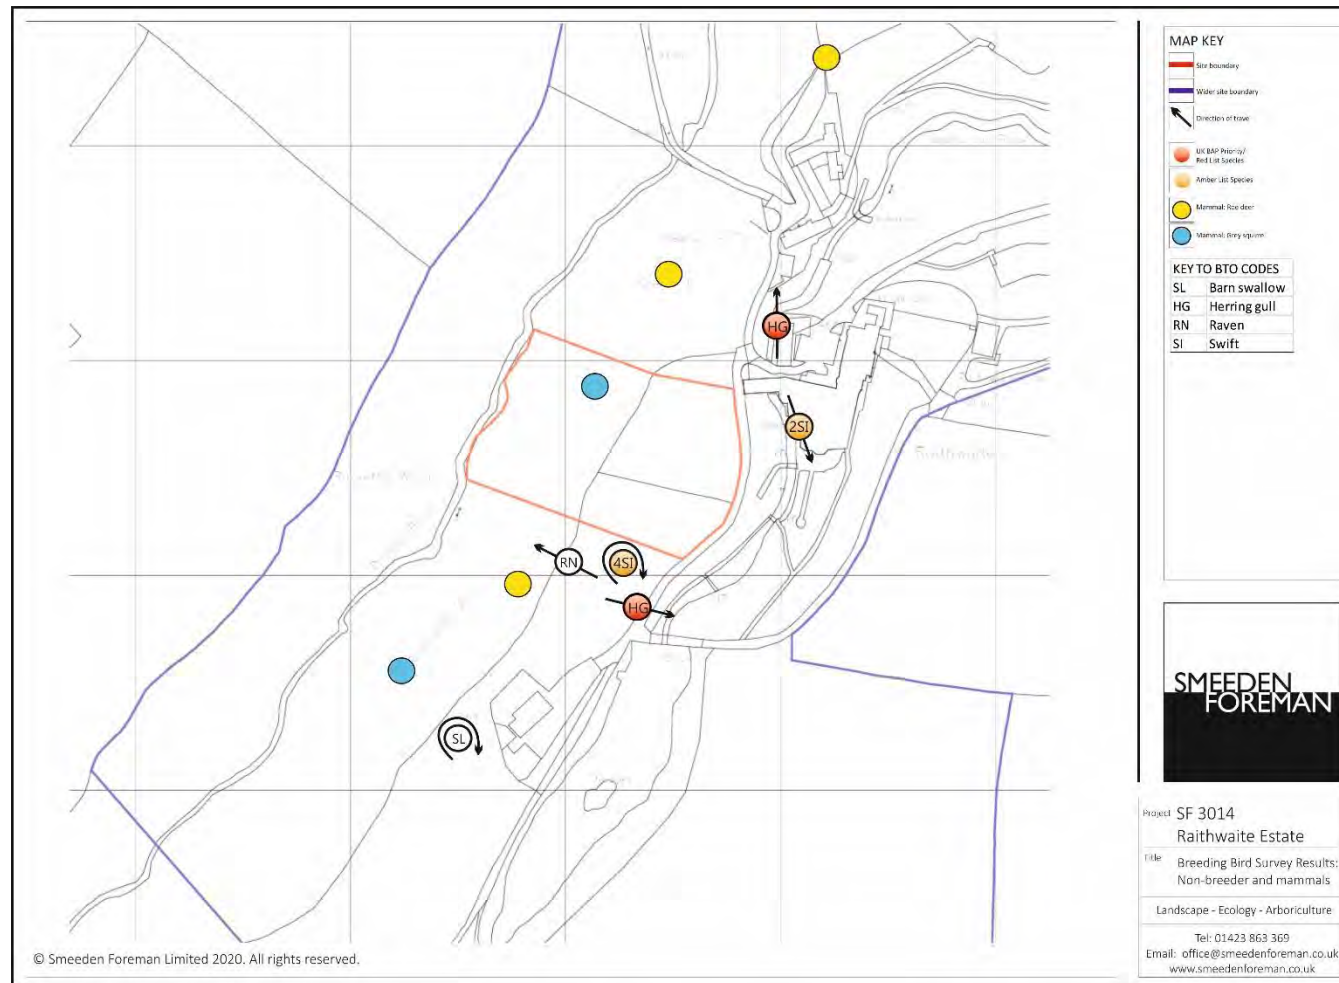 MAP KEY
Site boundary
Wider site boundary
Direction of trave
UK BAP Priority/
Red List Species
Amber List Species
Mammal: Roe deer
Mammal: Grey squirre
KEY TO BTO CODES
SL Barn swallow
HG Herring gull
RN Raven
SI Swift
HG
2SI
RN
4SI
HG
SL
SMEEDEN
FOREMAN
Project SF 3014
Raithwaite Estate
Title Breeding Bird Survey Results:
Non-breeder and mammals
Landscape - Ecology - Arboriculture
Tel: 01423 863 369
Email: office@smeedenforeman.co.uk
www.smeedenforeman.co.uk
© Smeeden Foreman Limited 2020. All rights reserved.